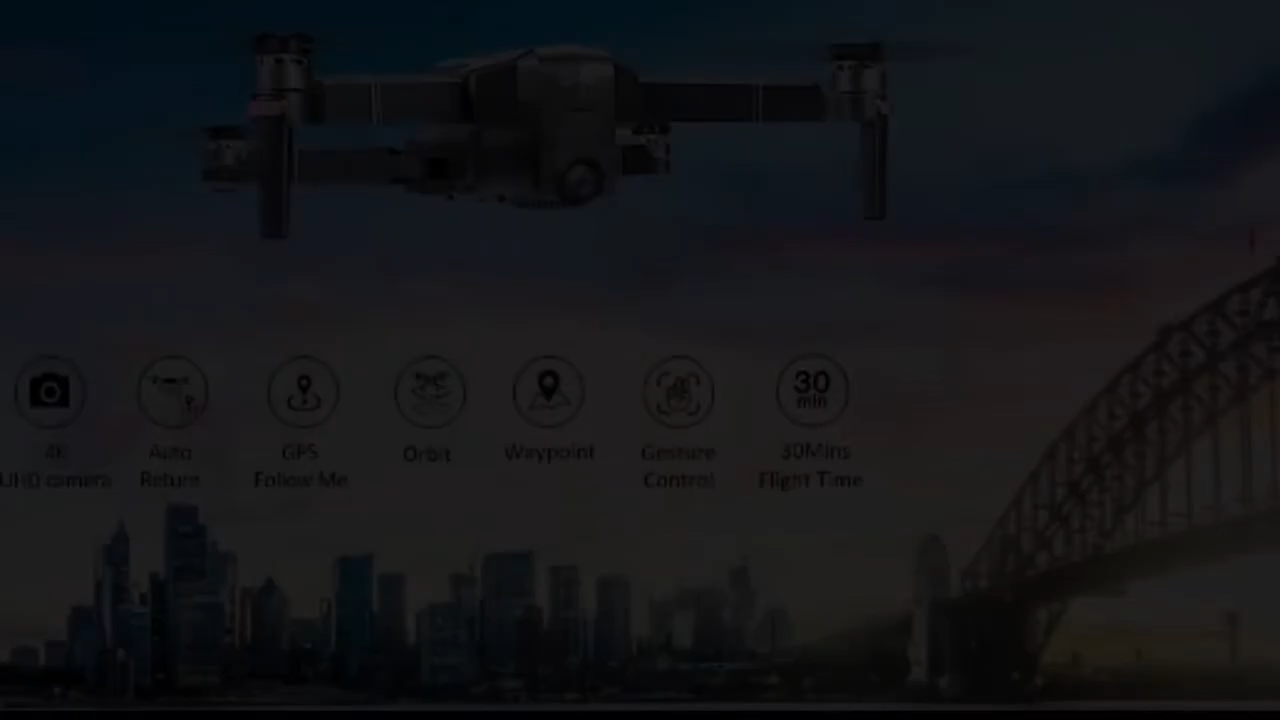 30
min
4K
UHD camera
Auto
Return
GPS
Follow Me
Orbit
Waypoint
Gesture
Control
30Mins
Flight Time